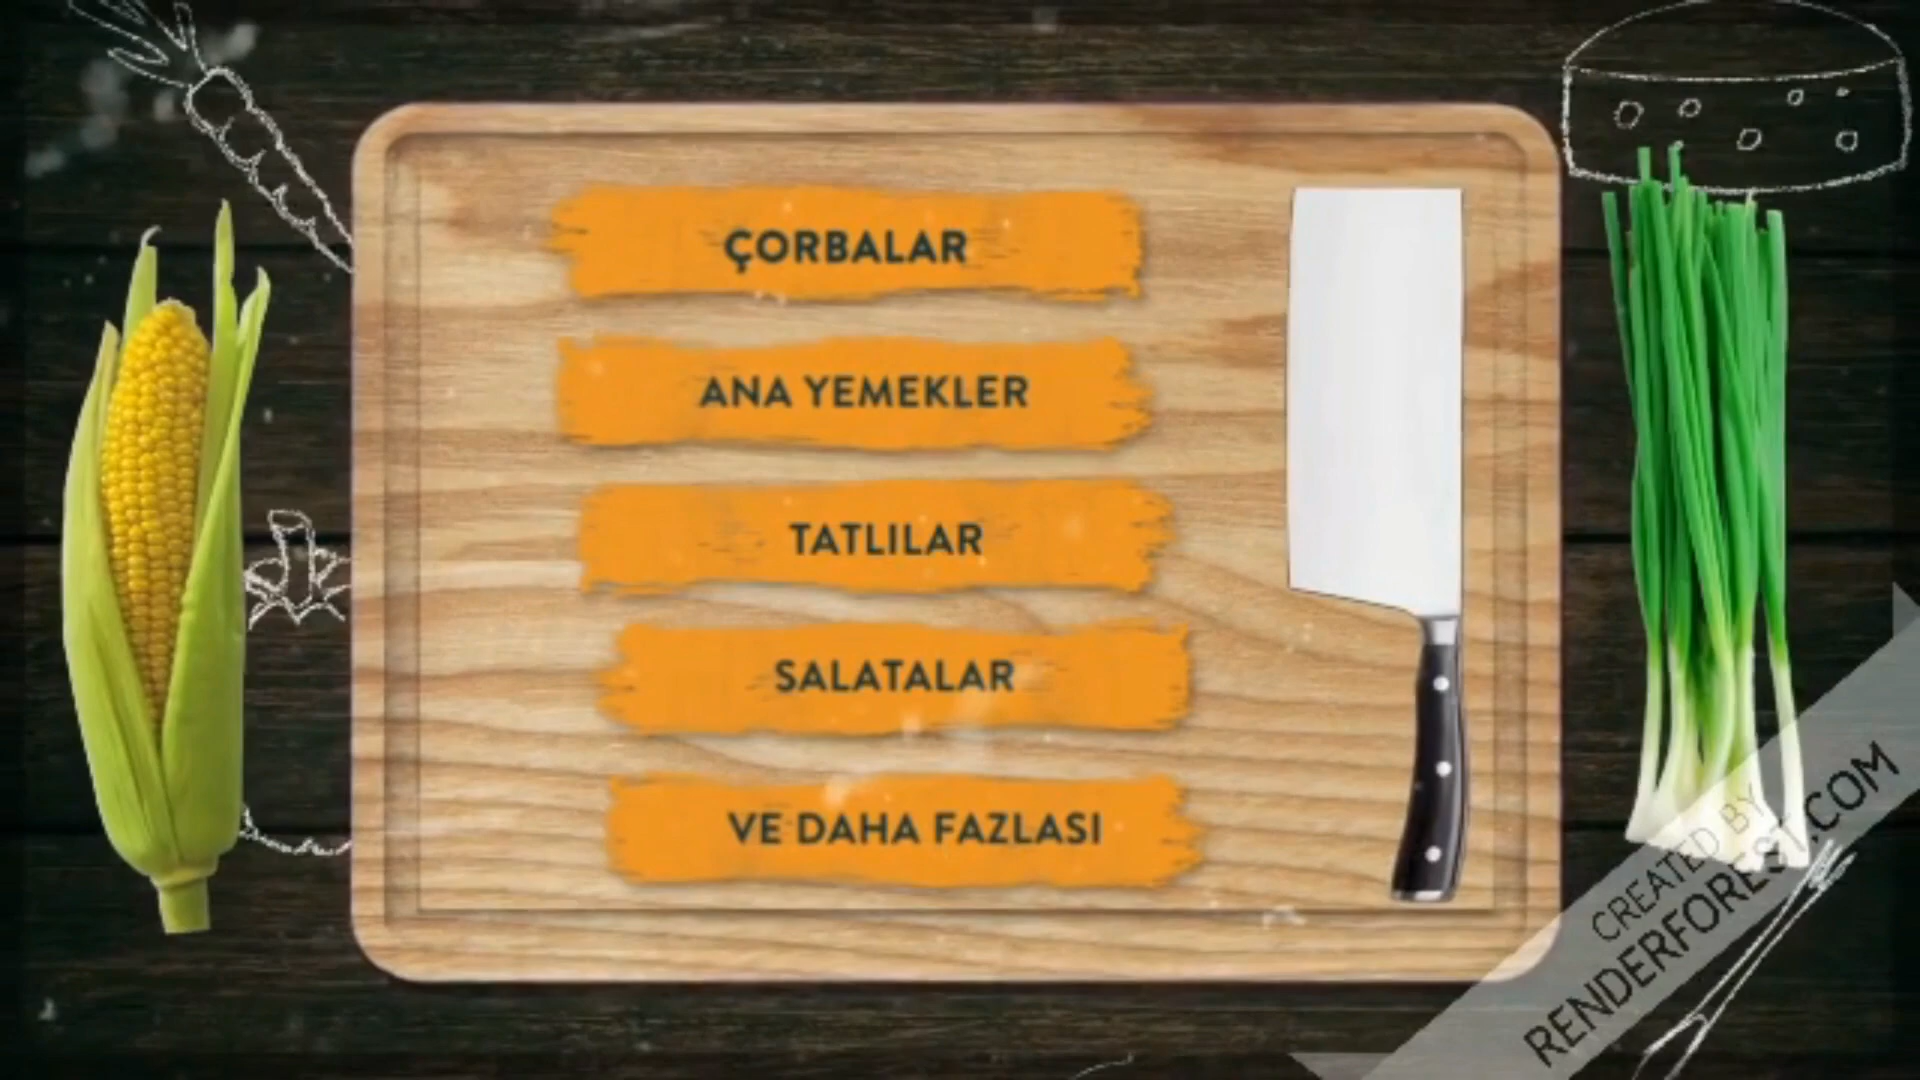 ÇORBALAR
ANA YEMEKLER
TATLILAR
SALATALAR
VE DAHA FAZLASI
CREATED BY
RENDERFOREST.COM